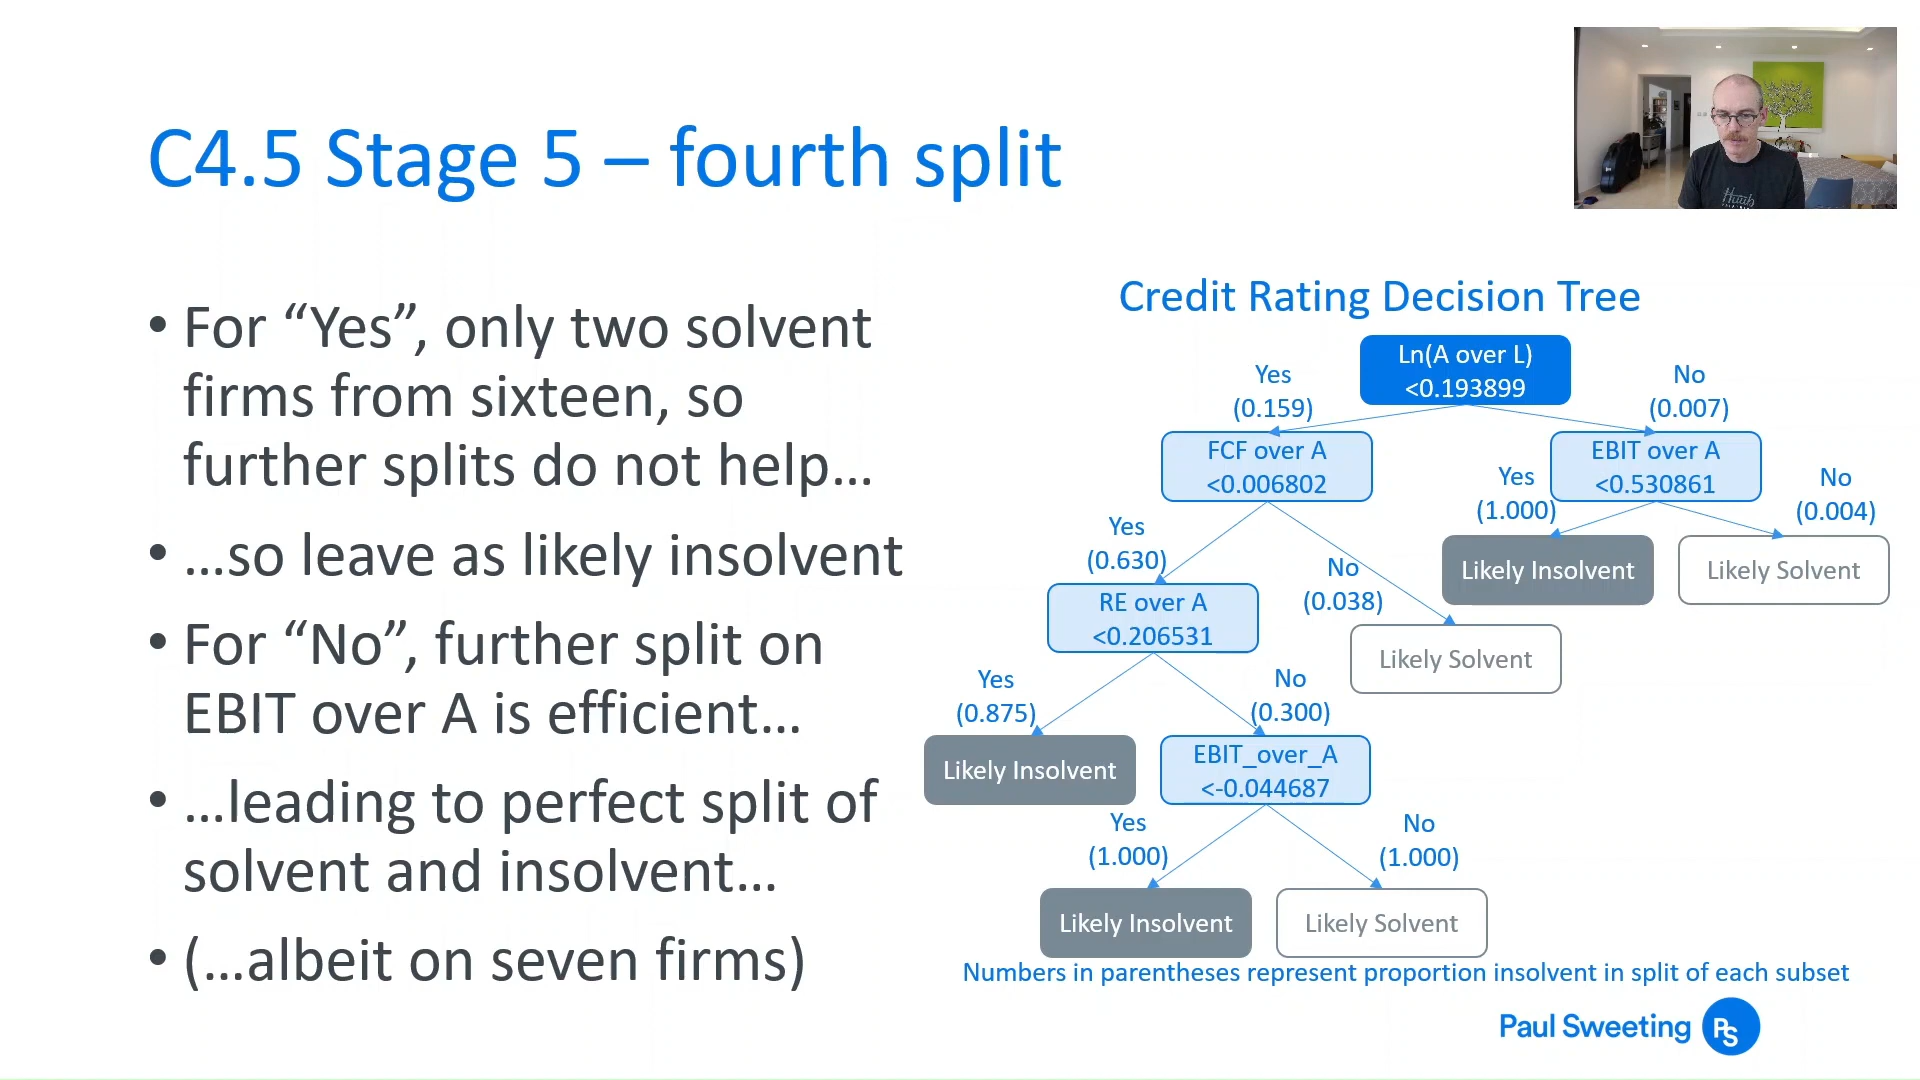 C4.5 Stage 5 – fourth split
• For “Yes”, only two solvent
firms from sixteen, so
further splits do not help…
• …so leave as likely insolvent
• For “No”, further split on
EBIT over A is efficient…
• …leading to perfect split of
solvent and insolvent…
• (…albeit on seven firms)
Credit Rating Decision Tree
Ln(A over L)
<0.193899
Yes
(0.159)
No
(0.007)
FCF over A
<0.006802
EBIT over A
<0.530861
Yes
(1.000)
No
(0.004)
Likely Insolvent
Likely Solvent
Yes
(0.630)
No
(0.038)
RE over A
<0.206531
Likely Solvent
Yes
(0.875)
No
(0.300)
Likely Insolvent
EBIT_over_A
<-0.044687
Yes
(1.000)
No
(1.000)
Likely Insolvent
Likely Solvent
Numbers in parentheses represent proportion insolvent in split of each subset
Paul Sweeting PS
Huub